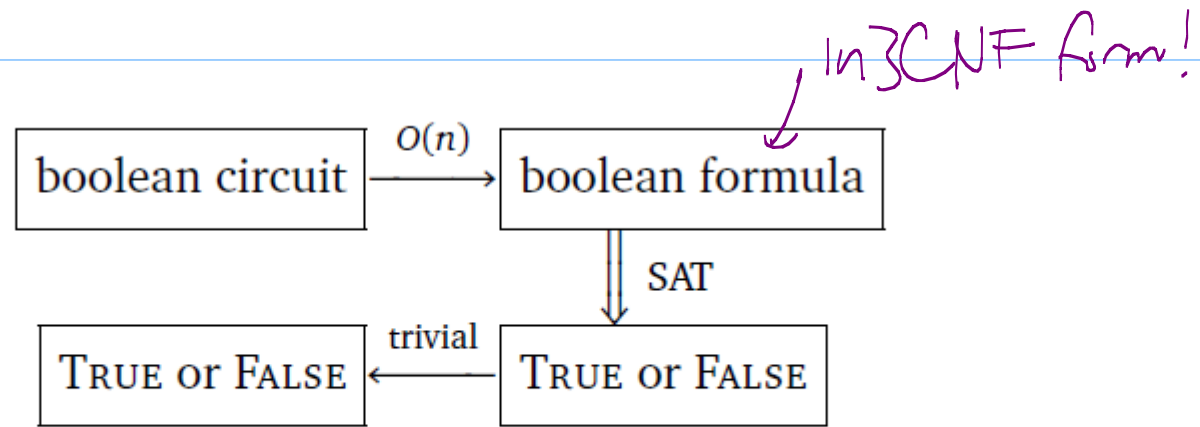 In 3CNF form!
O(n)
boolean circuit
boolean formula
SAT
trivial
TRUE or FALSE
TRUE or FALSE